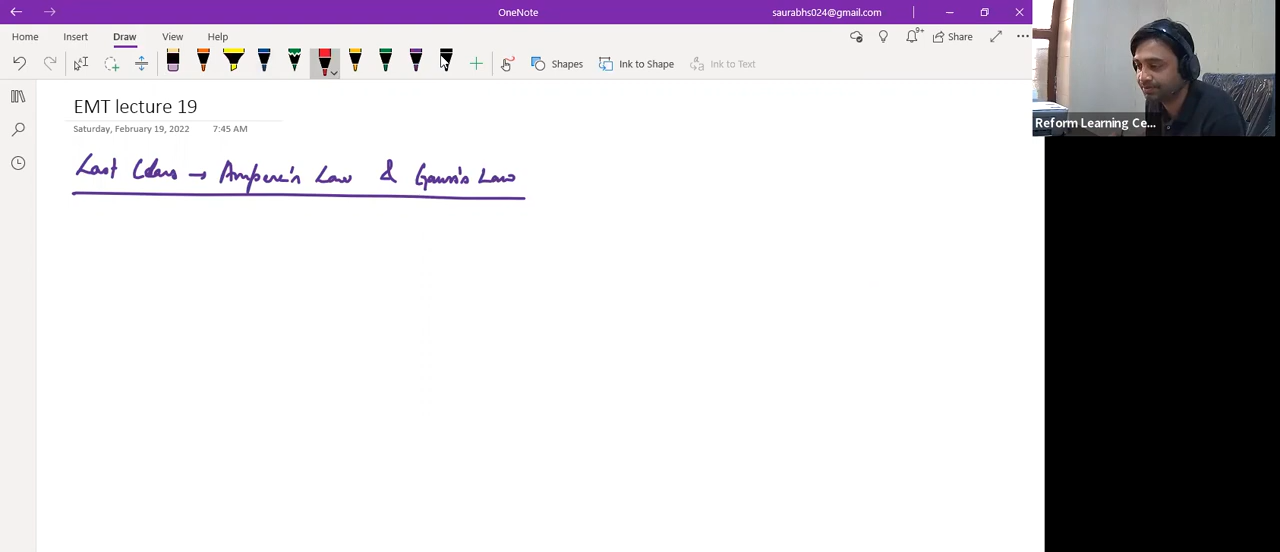 OneNote
saurabhs024@gmail.com
Home Insert Draw View Help
9+
Share
Shapes
Ink to Shape
Ink to Text
Reform Learning Ce...
EMT lecture 19
Saturday, February 19, 2022 7:45 AM
Last Class → Ampere's Law & Gauss's Law